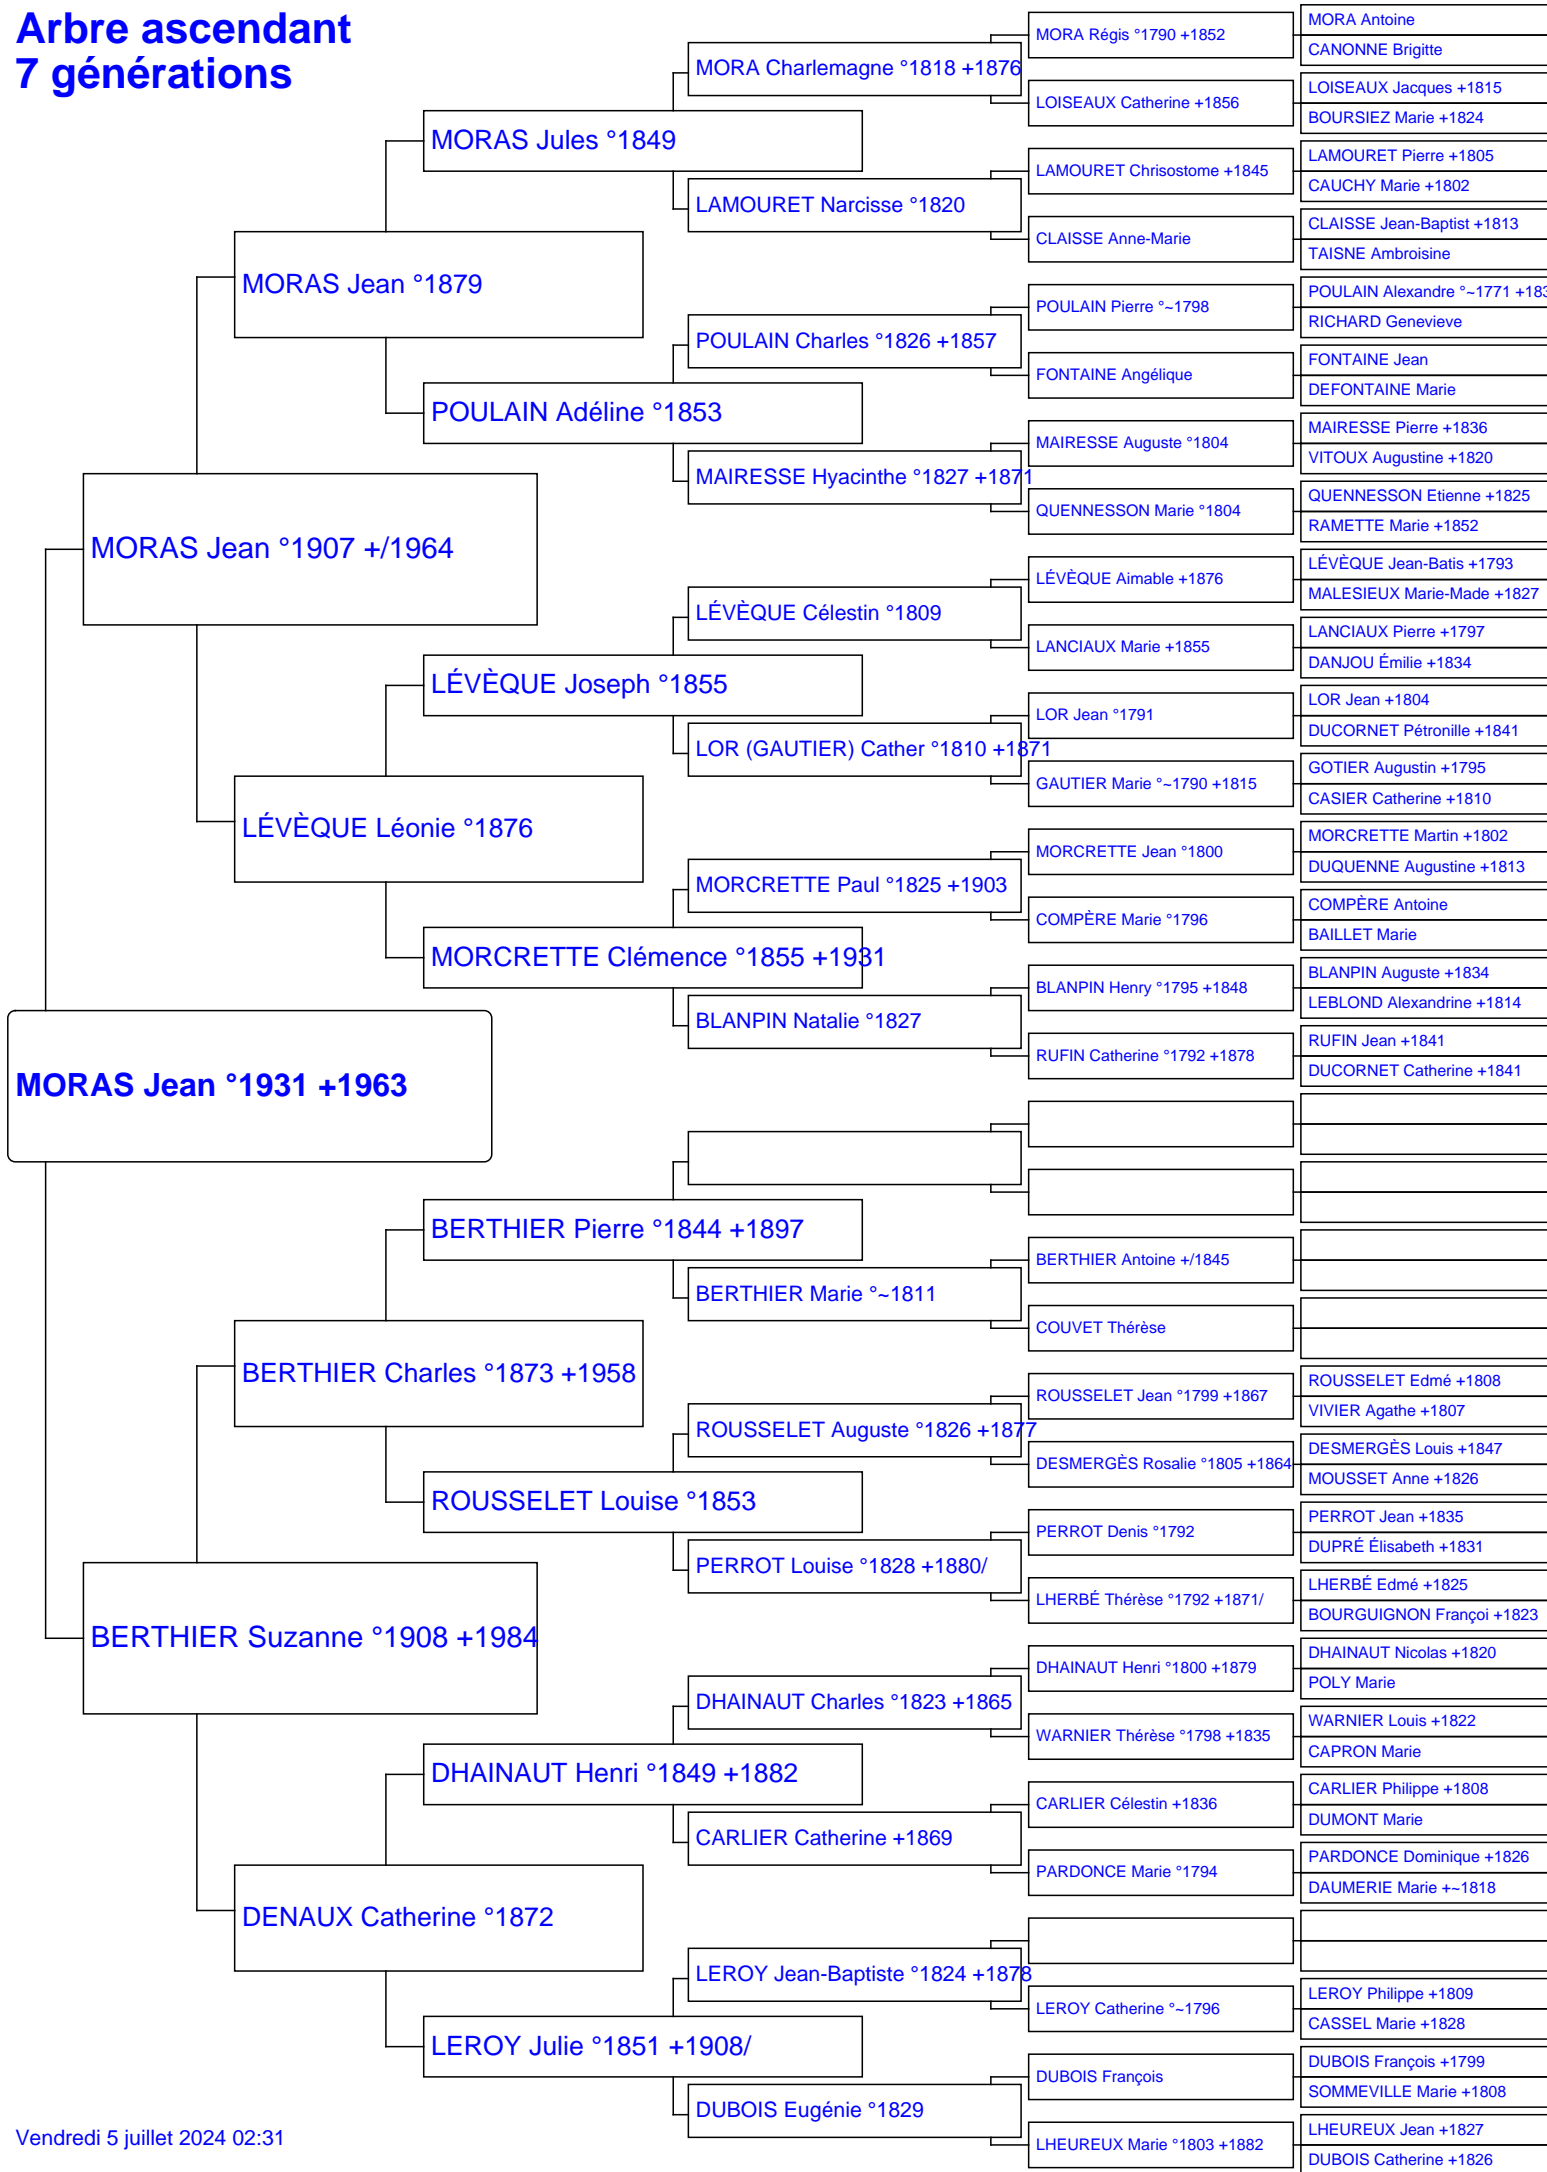 Arbre ascendant
7 générations
MORAS Jean °1931 +1963
MORAS Jean °1907 +/1964
BERTHIER Suzanne °1908 +1984
MORAS Jean °1879
LÉVÈQUE Léonie °1876
BERTHIER Charles °1873 +1958
DENAUX Catherine °1872
MORAS Jules °1849
POULAIN Adéline °1853
LÉVÈQUE Joseph °1855
MORCRETTE Clémence °1855 +1931
BERTHIER Pierre °1844 +1897
ROUSSELET Louise °1853
DHAINAUT Henri °1849 +1882
LEROY Julie °1851 +1908/
MORA Charlemagne °1818 +1876
LAMOURET Narcisse °1820
POULAIN Charles °1826 +1857
MAIRESSE Hyacinthe °1827 +1871
LÉVÈQUE Célestin °1809
LOR (GAUTIER) Cather °1810 +1871
MORCRETTE Paul °1825 +1903
BLANPIN Natalie °1827
BERTHIER Marie °~1811
ROUSSELET Auguste °1826 +1877
PERROT Louise °1828 +1880/
DHAINAUT Charles °1823 +1865
CARLIER Catherine +1869
LEROY Jean-Baptiste °1824 +1878
DUBOIS Eugénie °1829
MORA Régis °1790 +1852
LOISEAUX Catherine +1856
LAMOURET Chrisostome +1845
CLAISSE Anne-Marie
POULAIN Pierre °~1798
FONTAINE Angélique
MAIRESSE Auguste °1804
QUENNESSON Marie °1804
LÉVÈQUE Aimable +1876
LANCIAUX Marie +1855
LOR Jean °1791
GAUTIER Marie °~1790 +1815
MORCRETTE Jean °1800
COMPÈRE Marie °1796
BLANPIN Henry °1795 +1848
RUFIN Catherine °1792 +1878
BERTHIER Antoine +/1845
COUVET Thérèse
ROUSSELET Jean °1799 +1867
DESMERGÈS Rosalie °1805 +1864
PERROT Denis °1792
LHERBÉ Thérèse °1792 +1871/
DHAINAUT Henri °1800 +1879
WARNIER Thérèse °1798 +1835
CARLIER Célestin +1836
PARDONCE Marie °1794
LEROY Catherine °~1796
DUBOIS François
LHEUREUX Marie °1803 +1882
MORA Antoine
CANONNE Brigitte
LOISEAUX Jacques +1815
BOURSIEZ Marie +1824
LAMOURET Pierre +1805
CAUCHY Marie +1802
CLAISSE Jean-Baptist +1813
TAISNE Ambroisine
POULAIN Alexandre °~1771
RICHARD Genevieve
FONTAINE Jean
DEFONTAINE Marie
MAIRESSE Pierre +1836
VITOUX Augustine +1820
QUENNESSON Etienne +1825
RAMETTE Marie +1852
LÉVÈQUE Jean-Batis +1793
MALESIEUX Marie-Made +1827
LANCIAUX Pierre +1797
DANJOU Émilie +1834
LOR Jean +1804
DUCORNET Pétronille +1841
GOTIER Augustin +1795
CASIER Catherine +1810
MORCRETTE Martin +1802
DUQUENNE Augustine +1813
COMPÈRE Antoine
BAILLET Marie
BLANPIN Auguste +1834
LEBLOND Alexandrine +1814
RUFIN Jean +1841
DUCORNET Catherine +1841
ROUSSELET Edmé +1808
VIVIER Agathe +1807
DESMERGÈS Louis +1847
MOUSSET Anne +1826
PERROT Jean +1835
DUPRÉ Élisabeth +1831
LHERBÉ Edmé +1825
BOURGUIGNON Françoi +1823
DHAINAUT Nicolas +1820
POLY Marie
WARNIER Louis +1822
CAPRON Marie
CARLIER Philippe +1808
DUMONT Marie
PARDONCE Dominique +1826
DAUMERIE Marie +~1818
LEROY Philippe +1809
CASSEL Marie +1828
DUBOIS François +1799
SOMMEVILLE Marie +1808
LHEUREUX Jean +1827
DUBOIS Catherine +1826
Vendredi 5 juillet 2024 02:31